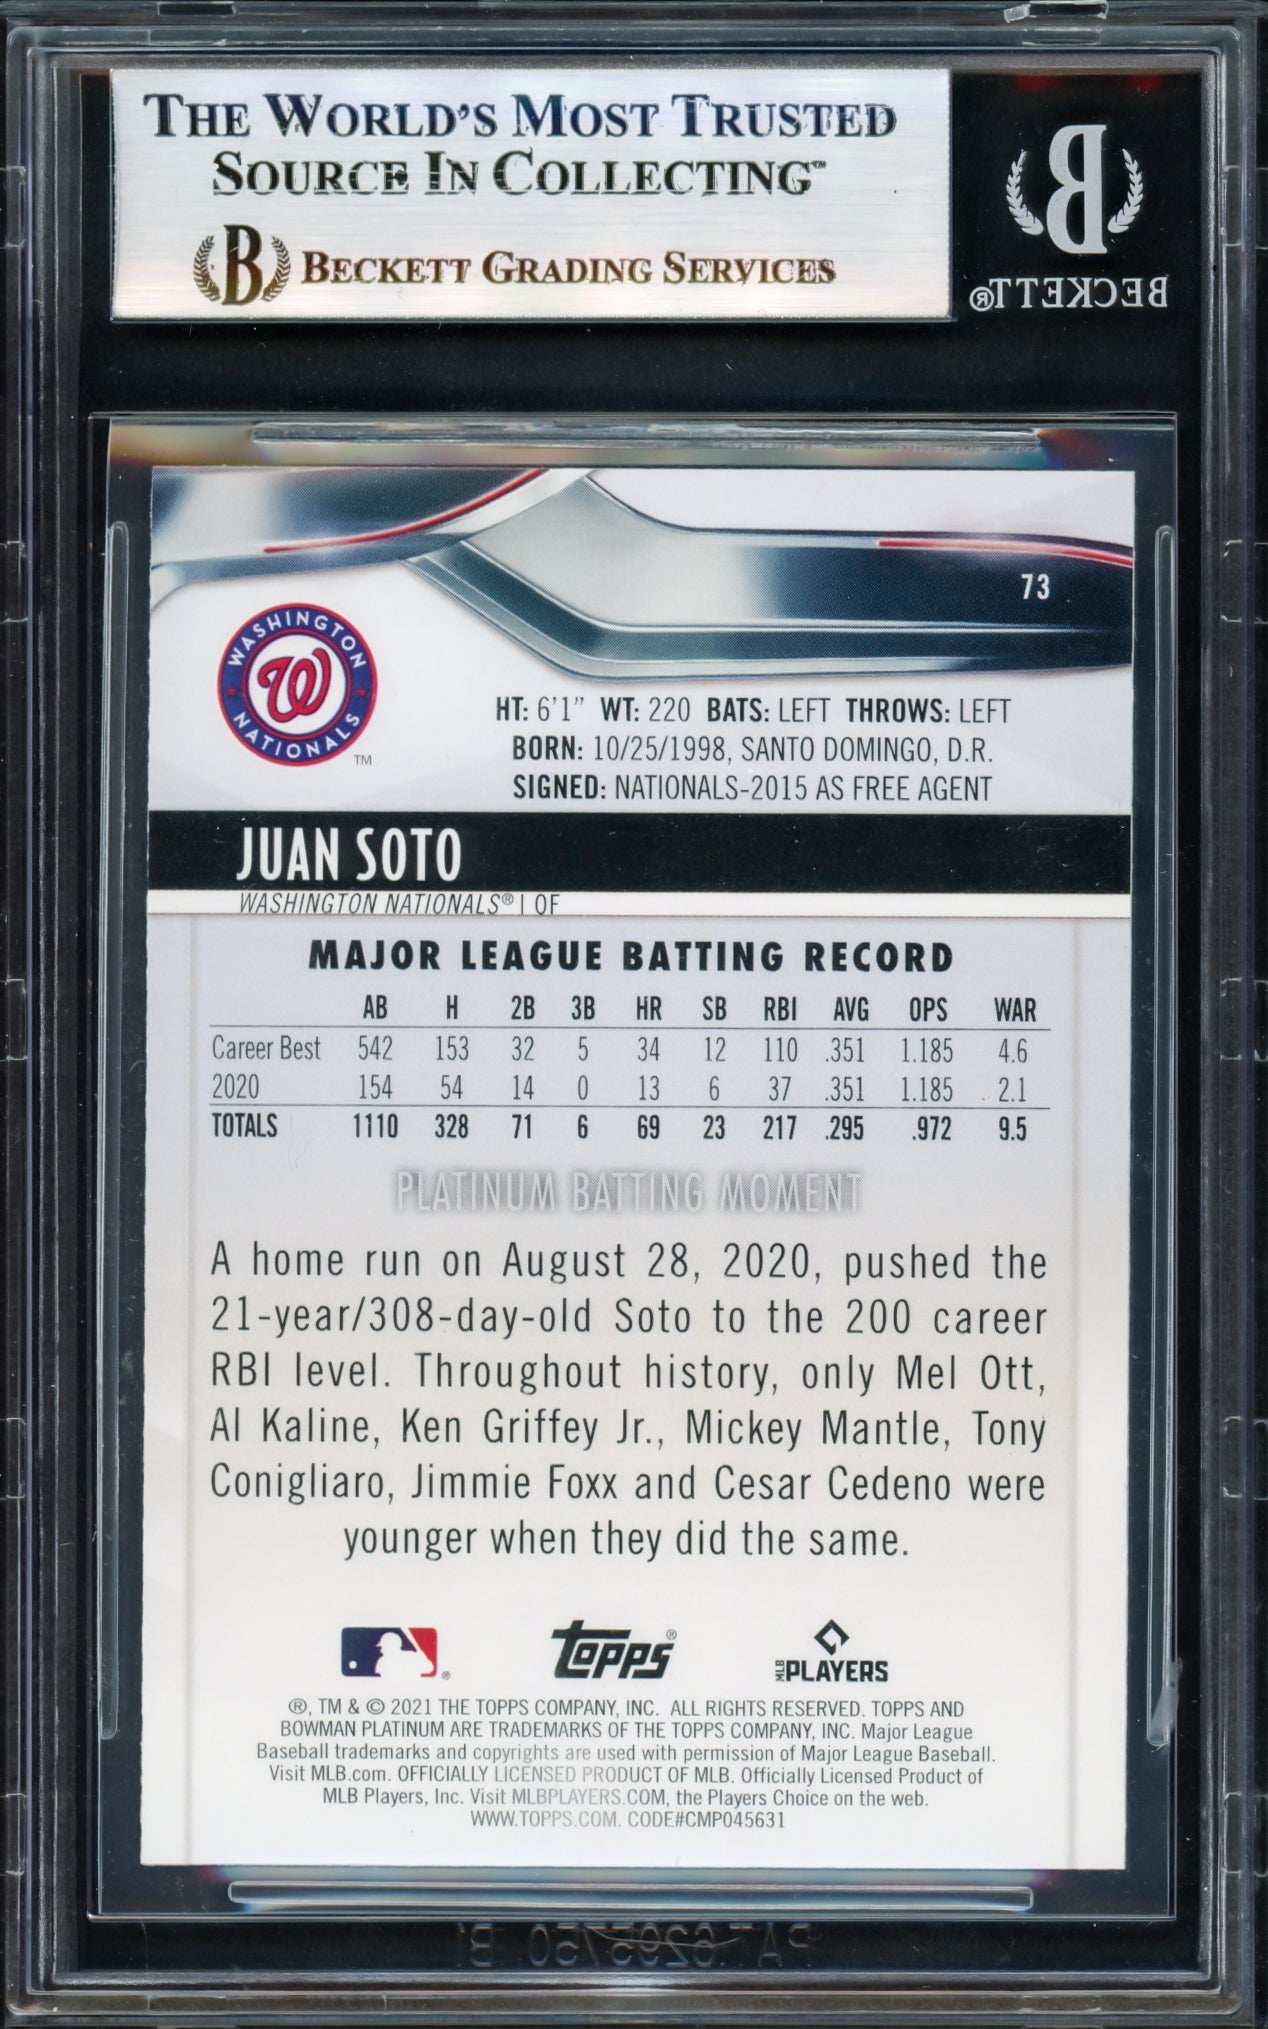 THE WORLD'S MOST TRUSTED
SOURCE IN COLLECTING™
B BECKETT GRADING SERVICES
B
BECKETT®
73
WASHINGTON
W
NATIONALS
TM
HT: 6'1" WT: 220 BATS: LEFT THROWS: LEFT
BORN: 10/25/1998, SANTO DOMINGO, D.R.
SIGNED: NATIONALS-2015 AS FREE AGENT
JUAN SOTO
WASHINGTON NATIONALS® | OF
MAJOR LEAGUE BATTING RECORD
AB H 2B 3B HR SB RBI AVG OPS WAR
Career Best 542 153 32 5 34 12 110 .351 1.185 4.6
2020 154 54 14 0 13 6 37 .351 1.185 2.1
TOTALS 1110 328 71 6 69 23 217 .295 .972 9.5
PLATINUM BATTING MOMENT
A home run on August 28, 2020, pushed the
21-year/308-day-old Soto to the 200 career
RBI level. Throughout history, only Mel Ott,
Al Kaline, Ken Griffey Jr., Mickey Mantle, Tony
Conigliaro, Jimmie Foxx and Cesar Cedeno were
younger when they did the same.
®
Topps®
MLB PLAYERS
®, TM & © 2021 THE TOPPS COMPANY, INC. ALL RIGHTS RESERVED. TOPPS AND
BOWMAN PLATINUM ARE TRADEMARKS OF THE TOPPS COMPANY, INC. Major League
Baseball trademarks and copyrights are used with permission of Major League Baseball.
Visit MLB.com. OFFICIALLY LICENSED PRODUCT OF MLB. Officially Licensed Product of
MLB Players, Inc. Visit MLBPLAYERS.COM, the Players Choice on the web.
WWW.TOPPS.COM. CODE#CMP045631
PAT. 6295750 B1